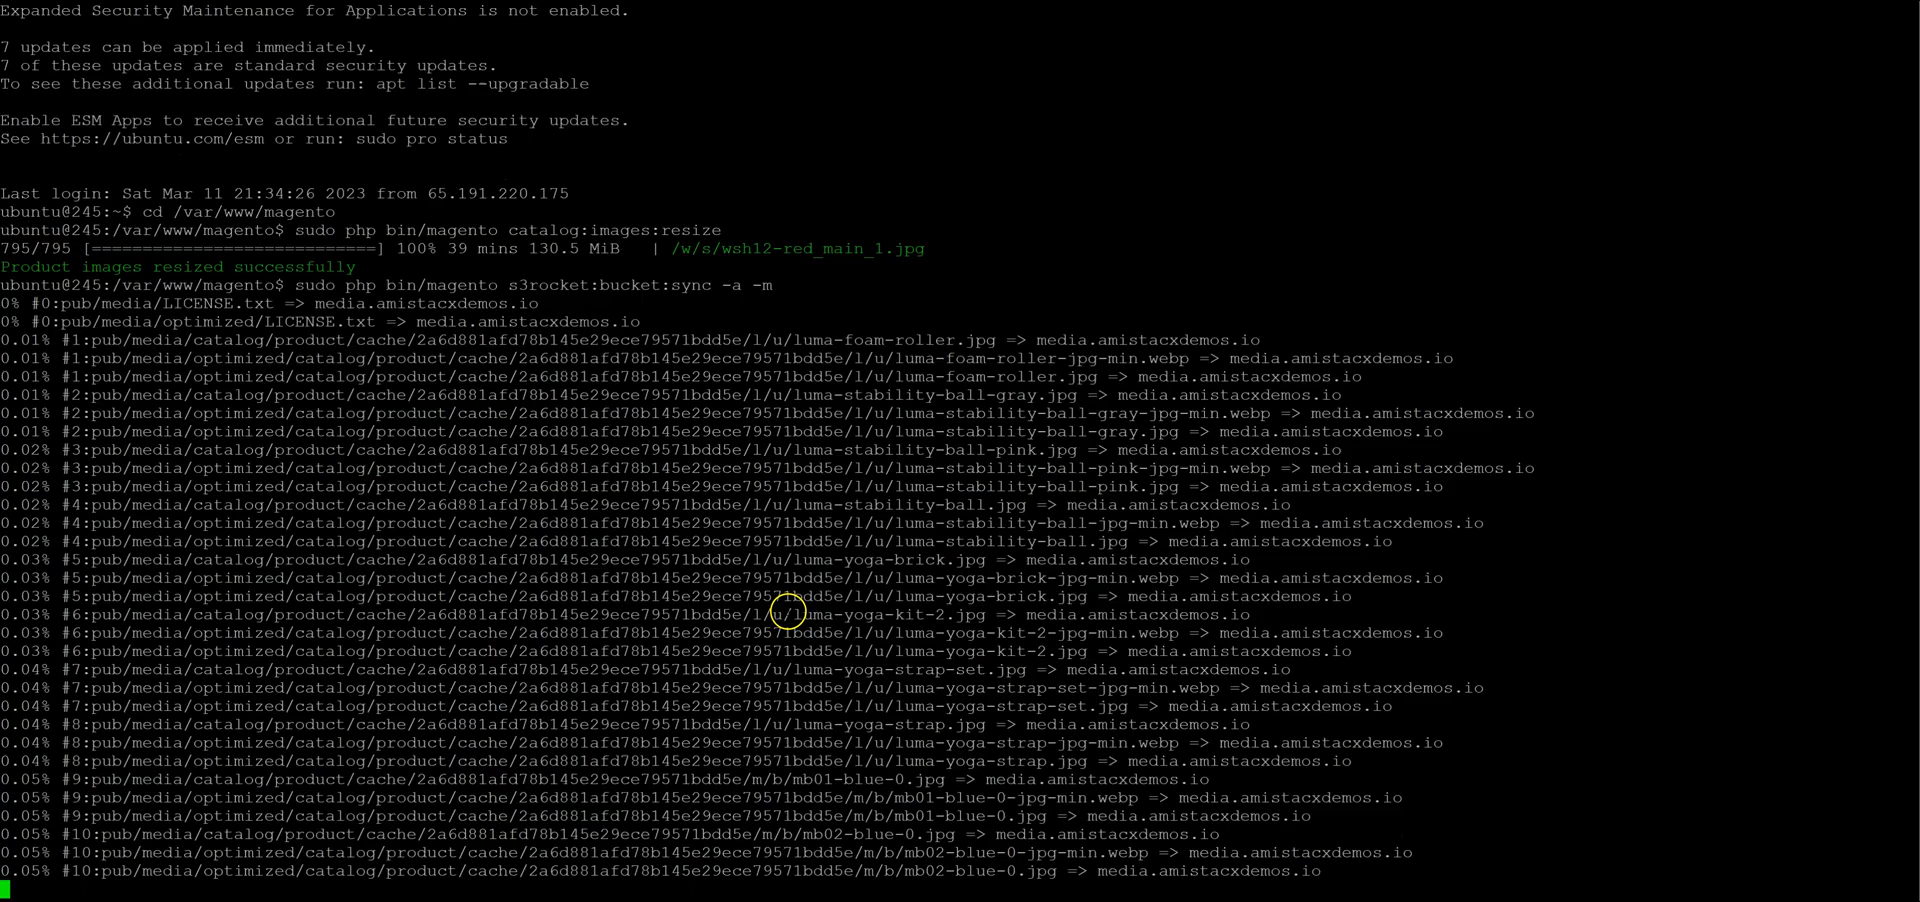 Expanded Security Maintenance for Applications is not enabled.
7 updates can be applied immediately.
7 of these updates are standard security updates.
To see these additional updates run: apt list --upgradable
Enable ESM Apps to receive additional future security updates.
See https://ubuntu.com/esm or run: sudo pro status
Last login: Sat Mar 11 21:34:26 2023 from 65.191.220.175
ubuntu@245:~$ cd /var/www/magento
ubuntu@245:/var/www/magento$ sudo php bin/magento catalog:images:resize
795/795 [============================] 100% 39 mins 130.5 MiB   | /w/s/wsh12-red_main_1.jpg
Product images resized successfully
ubuntu@245:/var/www/magento$ sudo php bin/magento s3rocket:bucket:sync -a -m
0% #0:pub/media/LICENSE.txt => media.amistacxdemos.io
0% #0:pub/media/optimized/LICENSE.txt => media.amistacxdemos.io
0.01% #1:pub/media/catalog/product/cache/2a6d881afd78b145e29ece79571bdd5e/l/u/luma-foam-roller.jpg => media.amistacxdemos.io
0.01% #1:pub/media/optimized/catalog/product/cache/2a6d881afd78b145e29ece79571bdd5e/l/u/luma-foam-roller-jpg-min.webp => media.amistacxdemos.io
0.01% #1:pub/media/optimized/catalog/product/cache/2a6d881afd78b145e29ece79571bdd5e/l/u/luma-foam-roller.jpg => media.amistacxdemos.io
0.01% #2:pub/media/catalog/product/cache/2a6d881afd78b145e29ece79571bdd5e/l/u/luma-stability-ball-gray.jpg => media.amistacxdemos.io
0.01% #2:pub/media/optimized/catalog/product/cache/2a6d881afd78b145e29ece79571bdd5e/l/u/luma-stability-ball-gray-jpg-min.webp => media.amistacxdemos.io
0.01% #2:pub/media/optimized/catalog/product/cache/2a6d881afd78b145e29ece79571bdd5e/l/u/luma-stability-ball-gray.jpg => media.amistacxdemos.io
0.02% #3:pub/media/catalog/product/cache/2a6d881afd78b145e29ece79571bdd5e/l/u/luma-stability-ball-pink.jpg => media.amistacxdemos.io
0.02% #3:pub/media/optimized/catalog/product/cache/2a6d881afd78b145e29ece79571bdd5e/l/u/luma-stability-ball-pink-jpg-min.webp => media.amistacxdemos.io
0.02% #3:pub/media/optimized/catalog/product/cache/2a6d881afd78b145e29ece79571bdd5e/l/u/luma-stability-ball-pink.jpg => media.amistacxdemos.io
0.02% #4:pub/media/catalog/product/cache/2a6d881afd78b145e29ece79571bdd5e/l/u/luma-stability-ball.jpg => media.amistacxdemos.io
0.02% #4:pub/media/optimized/catalog/product/cache/2a6d881afd78b145e29ece79571bdd5e/l/u/luma-stability-ball-jpg-min.webp => media.amistacxdemos.io
0.02% #4:pub/media/optimized/catalog/product/cache/2a6d881afd78b145e29ece79571bdd5e/l/u/luma-stability-ball.jpg => media.amistacxdemos.io
0.03% #5:pub/media/catalog/product/cache/2a6d881afd78b145e29ece79571bdd5e/l/u/luma-yoga-brick.jpg => media.amistacxdemos.io
0.03% #5:pub/media/optimized/catalog/product/cache/2a6d881afd78b145e29ece79571bdd5e/l/u/luma-yoga-brick-jpg-min.webp => media.amistacxdemos.io
0.03% #5:pub/media/optimized/catalog/product/cache/2a6d881afd78b145e29ece79571bdd5e/l/u/luma-yoga-brick.jpg => media.amistacxdemos.io
0.03% #6:pub/media/catalog/product/cache/2a6d881afd78b145e29ece79571bdd5e/l/u/luma-yoga-kit-2.jpg => media.amistacxdemos.io
0.03% #6:pub/media/optimized/catalog/product/cache/2a6d881afd78b145e29ece79571bdd5e/l/u/luma-yoga-kit-2-jpg-min.webp => media.amistacxdemos.io
0.03% #6:pub/media/optimized/catalog/product/cache/2a6d881afd78b145e29ece79571bdd5e/l/u/luma-yoga-kit-2.jpg => media.amistacxdemos.io
0.04% #7:pub/media/catalog/product/cache/2a6d881afd78b145e29ece79571bdd5e/l/u/luma-yoga-strap-set.jpg => media.amistacxdemos.io
0.04% #7:pub/media/optimized/catalog/product/cache/2a6d881afd78b145e29ece79571bdd5e/l/u/luma-yoga-strap-set-jpg-min.webp => media.amistacxdemos.io
0.04% #7:pub/media/optimized/catalog/product/cache/2a6d881afd78b145e29ece79571bdd5e/l/u/luma-yoga-strap-set.jpg => media.amistacxdemos.io
0.04% #8:pub/media/catalog/product/cache/2a6d881afd78b145e29ece79571bdd5e/l/u/luma-yoga-strap.jpg => media.amistacxdemos.io
0.04% #8:pub/media/optimized/catalog/product/cache/2a6d881afd78b145e29ece79571bdd5e/l/u/luma-yoga-strap-jpg-min.webp => media.amistacxdemos.io
0.04% #8:pub/media/optimized/catalog/product/cache/2a6d881afd78b145e29ece79571bdd5e/l/u/luma-yoga-strap.jpg => media.amistacxdemos.io
0.05% #9:pub/media/catalog/product/cache/2a6d881afd78b145e29ece79571bdd5e/m/b/mb01-blue-0.jpg => media.amistacxdemos.io
0.05% #9:pub/media/optimized/catalog/product/cache/2a6d881afd78b145e29ece79571bdd5e/m/b/mb01-blue-0-jpg-min.webp => media.amistacxdemos.io
0.05% #9:pub/media/optimized/catalog/product/cache/2a6d881afd78b145e29ece79571bdd5e/m/b/mb01-blue-0.jpg => media.amistacxdemos.io
0.05% #10:pub/media/catalog/product/cache/2a6d881afd78b145e29ece79571bdd5e/m/b/mb02-blue-0.jpg => media.amistacxdemos.io
0.05% #10:pub/media/optimized/catalog/product/cache/2a6d881afd78b145e29ece79571bdd5e/m/b/mb02-blue-0-jpg-min.webp => media.amistacxdemos.io
0.05% #10:pub/media/optimized/catalog/product/cache/2a6d881afd78b145e29ece79571bdd5e/m/b/mb02-blue-0.jpg => media.amistacxdemos.io